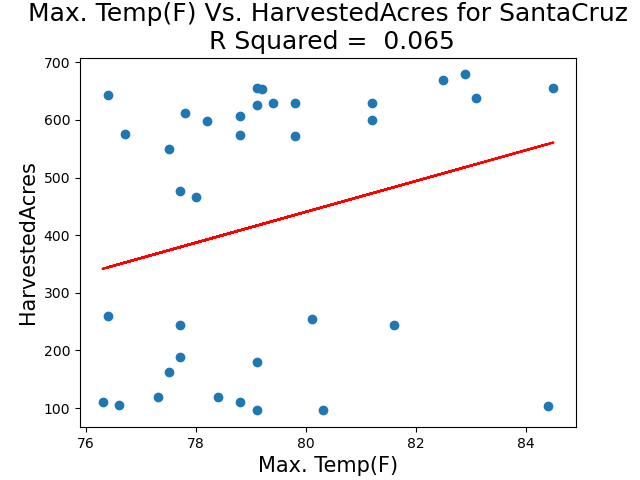 Max. Temp(F) Vs. HarvestedAcres for SantaCruz
R Squared =  0.065
700
600
500
400
300
200
100
HarvestedAcres
76 78 80 82 84
Max. Temp(F)